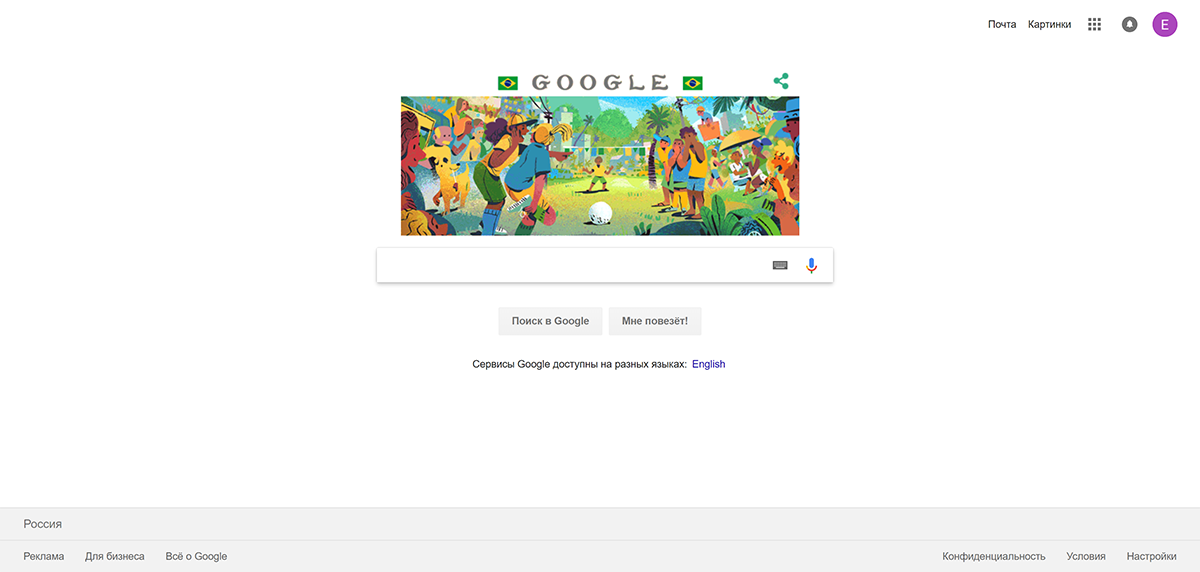 Почта Картинки
E
GOOGLE
Поиск в Google Мне повезёт!
Сервисы Google доступны на разных языках: English
Россия
Реклама Для бизнеса Всё о Google Конфиденциальность Условия Настройки